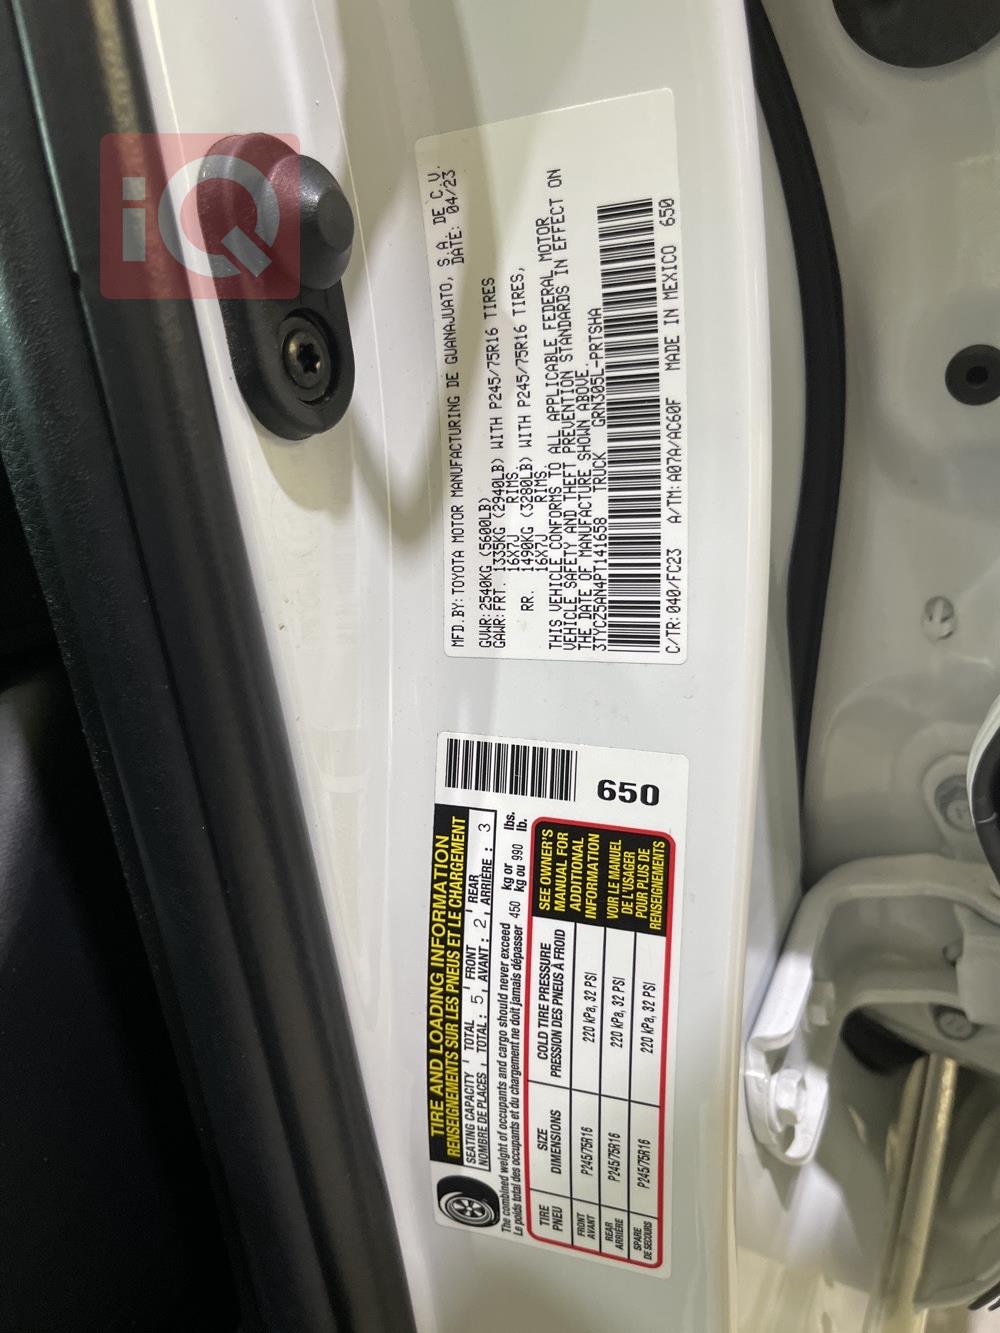 iQ
MFD.BY:TOYOTA MOTOR MANUFACTURING DE GUANAJUATO, S.A. DE C.V.
DATE: 04/23
GVWR:2540KG (5600LB)
GAWR:FRT. 1335KG (2940LB) WITH P245/75R16 TIRES
16X7J RIMS,
RR. 1490KG (3280LB) WITH P245/75R16 TIRES,
16X7J RIMS.
THIS VEHICLE CONFORMS TO ALL APPLICABLE FEDERAL MOTOR
VEHICLE SAFETY AND THEFT PREVENTION STANDARDS IN EFFECT ON
THE DATE OF MANUFACTURE SHOWN ABOVE.
3TYCZ5AN4PT141658 TRUCK GRN305L-PRTSHA
C/TR:040/FC23 A/TM:A07A/AC60F MADE IN MEXICO 650
650
TIRE AND LOADING INFORMATION
RENSEIGNEMENTS SUR LES PNEUS ET LE CHARGEMENT
SEATING CAPACITY TOTAL 5 FRONT 2 REAR 3
NOMBRE DE PLACES TOTAL: AVANT: ARRIÈRE:
The combined weight of occupants and cargo should never exceed 450 kg or 990 lbs.
Le poids total des occupants et du chargement ne doit jamais dépasser kg ou lb.
TIRE SIZE COLD TIRE PRESSURE
PNEU DIMENSIONS PRESSION DES PNEUS À FROID
FRONT
AVANT P245/75R16 220 kPa, 32 PSI
REAR
ARRIÈRE P245/75R16 220 kPa, 32 PSI
SPARE
DE SECOURS P245/75R16 220 kPa, 32 PSI
SEE OWNER'S
MANUAL FOR
ADDITIONAL
INFORMATION
VOIR LE MANUEL
DE L'USAGER
POUR PLUS DE
RENSEIGNEMENTS